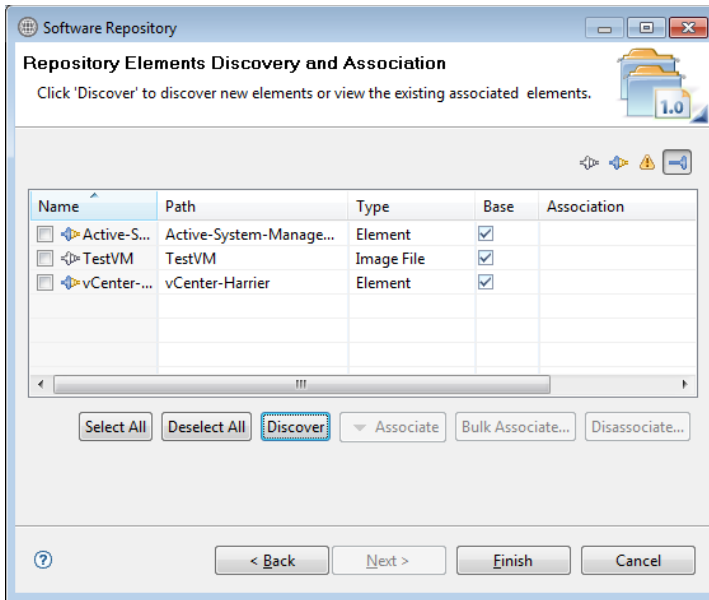 Software Repository
Repository Elements Discovery and Association
Click 'Discover' to discover new elements or view the existing associated elements.
1.0
Name Path Type Base Association
Active-S... Active-System-Manage... Element
TestVM TestVM Image File
vCenter-... vCenter-Harrier Element
Select All Deselect All Discover Associate Bulk Associate... Disassociate...
< Back Next > Finish Cancel